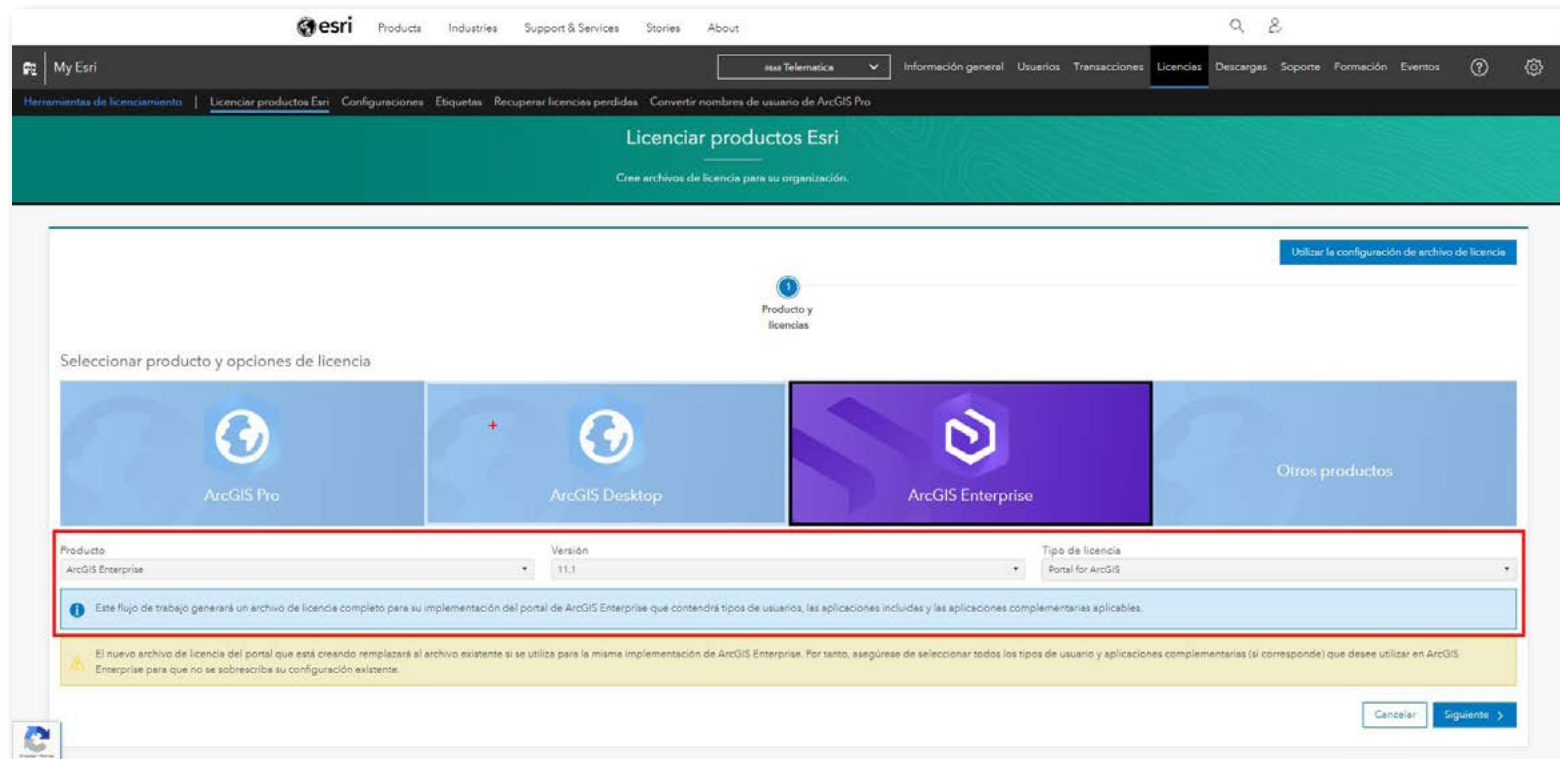 esri Products Industries Support & Services Stories About
My Esri Telematica Información general Usuarios Transacciones Licencias Descargas Soporte Formación Eventos
Herramientas de licenciamiento | Licenciar productos Esri Configuraciones Etiquetas Recuperar licencias perdidas Convertir nombres de usuario de ArcGIS Pro
Licenciar productos Esri
Cree archivos de licencia para su organización.
Utilizar la configuración de archivo de licencia
1
Producto y
licencias
Seleccionar producto y opciones de licencia
ArcGIS Pro ArcGIS Desktop ArcGIS Enterprise Otros productos
Producto Versión Tipo de licencia
ArcGIS Enterprise 11.1 Portal for ArcGIS
Este flujo de trabajo generará un archivo de licencia completo para su implementación del portal de ArcGIS Enterprise que contendrá tipos de usuarios, las aplicaciones incluidas y las aplicaciones complementarias aplicables.
El nuevo archivo de licencia del portal que está creando remplazará al archivo existente si se utiliza para la misma implementación de ArcGIS Enterprise. Por tanto, asegúrese de seleccionar todos los tipos de usuario y aplicaciones complementarias (si corresponde) que desee utilizar en ArcGIS
Enterprise para que no se sobrescriba su configuración existente.
Cancelar Siguiente >